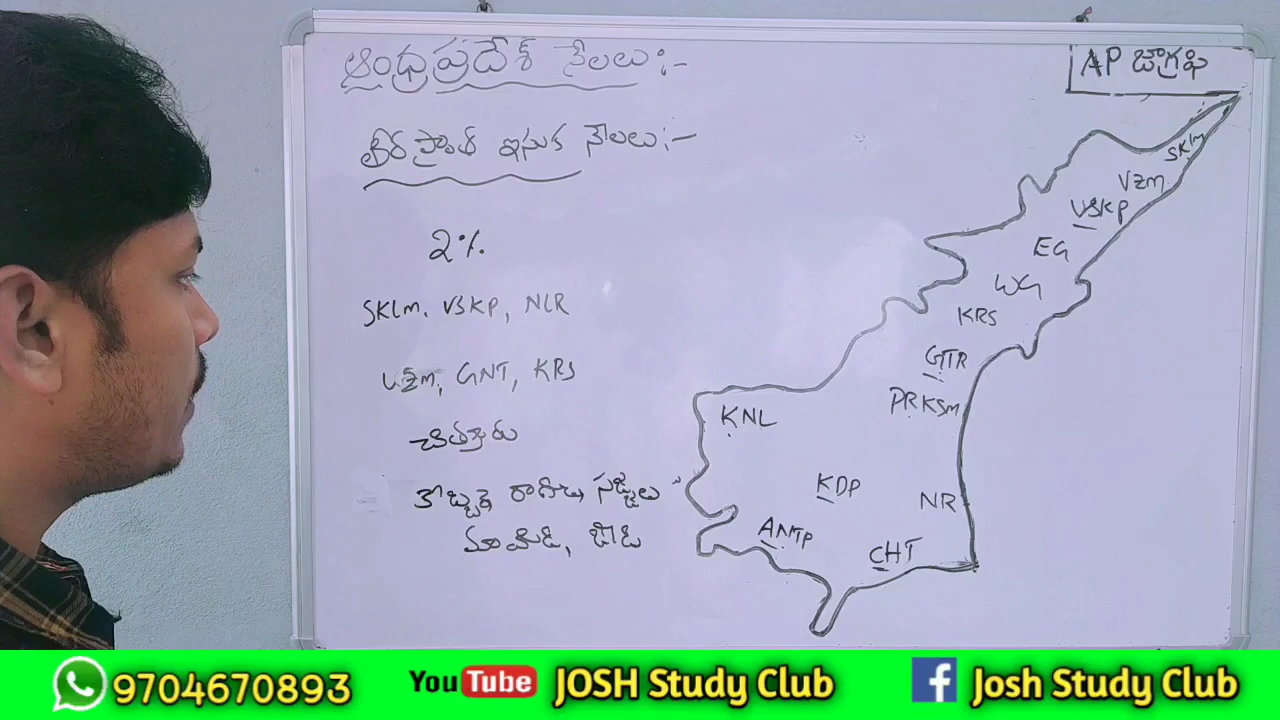 ఆంధ్రప్రదేశ్ నేలలు :-
తీర ప్రాంత ఇసుక నేలలు :-
2%
SKLm. VSKP, NLR
VZm, GNT, KRS
చిత్తూరు
కొబ్బరి రాగులు, సజ్జలు
మామిడి, జీడి
AP జాగ్రఫి
SKlm
VZm
VSKP
EG
WG
KRS
GTR
PRKSm
KNL
KDP
NR
ANTP
CHT
9704670893
YouTube JOSH Study Club
Josh Study Club